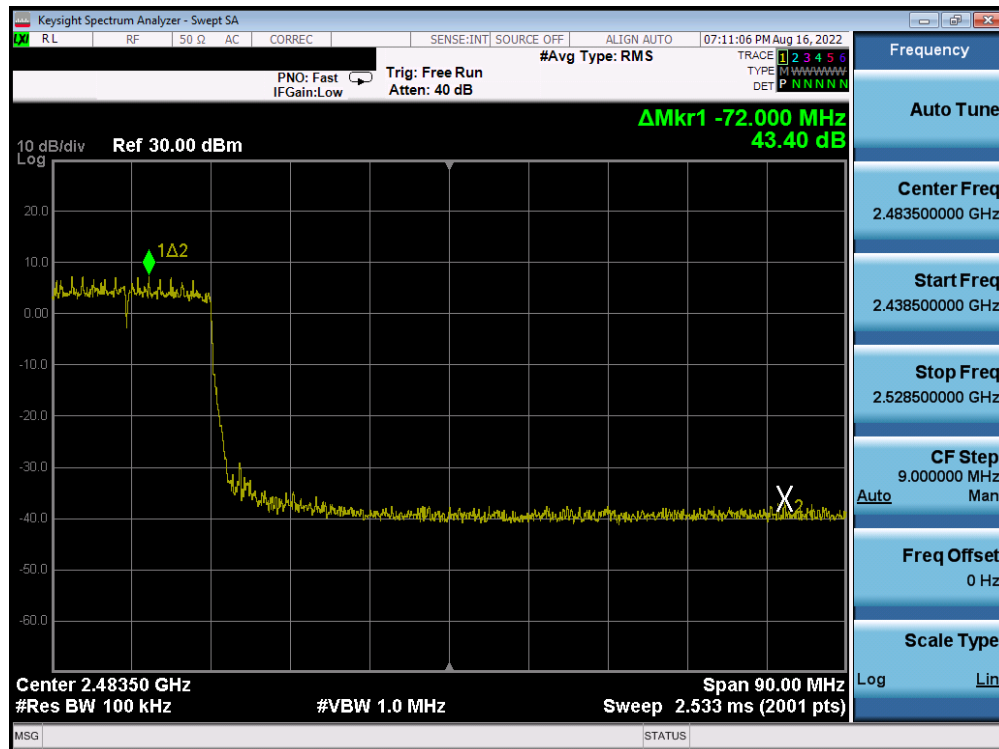 Keysight Spectrum Analyzer - Swept SA
LXI RL RF 50 Ω AC CORREC SENSE:INT SOURCE OFF ALIGN AUTO 07:11:06 PM Aug 16, 2022
#Avg Type: RMS
TRACE 1 2 3 4 5 6
TYPE M WWWWW
DET P N N N N N
PNO: Fast
IFGain:Low
Trig: Free Run
Atten: 40 dB
ΔMkr1 -72.000 MHz
43.40 dB
10 dB/div
Log
Ref 30.00 dBm
20.0
10.0
0.00
-10.0
-20.0
-30.0
-40.0
-50.0
-60.0
1Δ2
X2
Center 2.48350 GHz
Span 90.00 MHz
#Res BW 100 kHz
#VBW 1.0 MHz
Sweep 2.533 ms (2001 pts)
MSG
STATUS
Frequency
Auto Tune
Center Freq
2.483500000 GHz
Start Freq
2.438500000 GHz
Stop Freq
2.528500000 GHz
CF Step
9.000000 MHz
Auto Man
Freq Offset
0 Hz
Scale Type
Log Lin